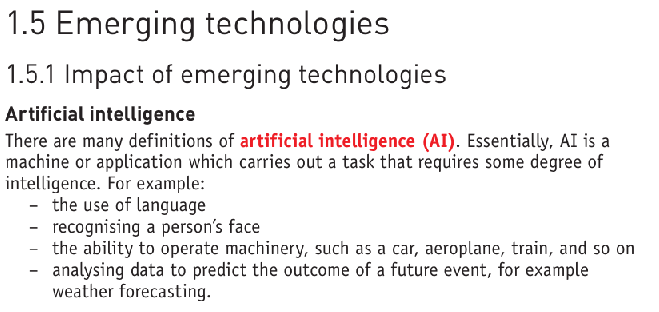 1.5 Emerging technologies
1.5.1 Impact of emerging technologies
Artificial intelligence
There are many definitions of artificial intelligence (AI). Essentially, AI is a
machine or application which carries out a task that requires some degree of
intelligence. For example:
– the use of language
– recognising a person's face
– the ability to operate machinery, such as a car, aeroplane, train, and so on
– analysing data to predict the outcome of a future event, for example
weather forecasting.